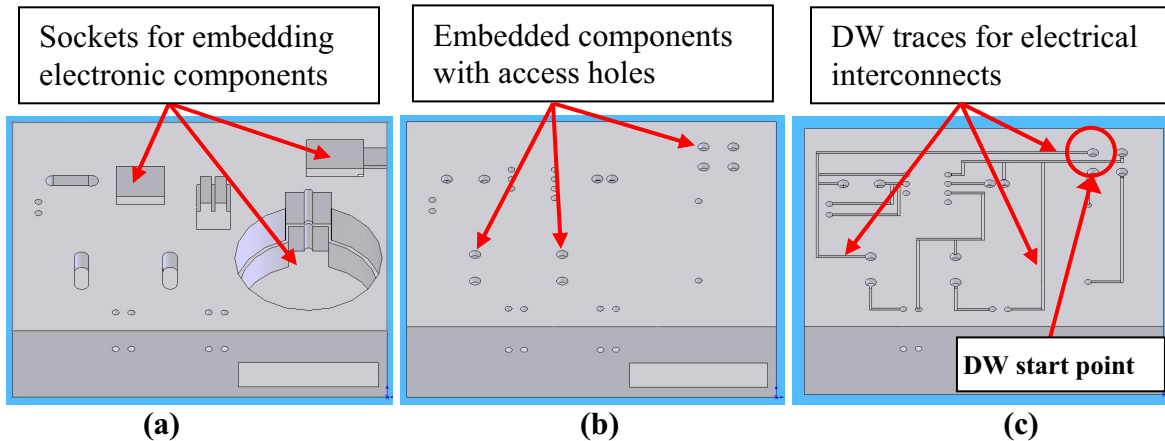 Sockets for embedding
electronic components
Embedded components
with access holes
DW traces for electrical
interconnects
DW start point
(a)
(b)
(c)